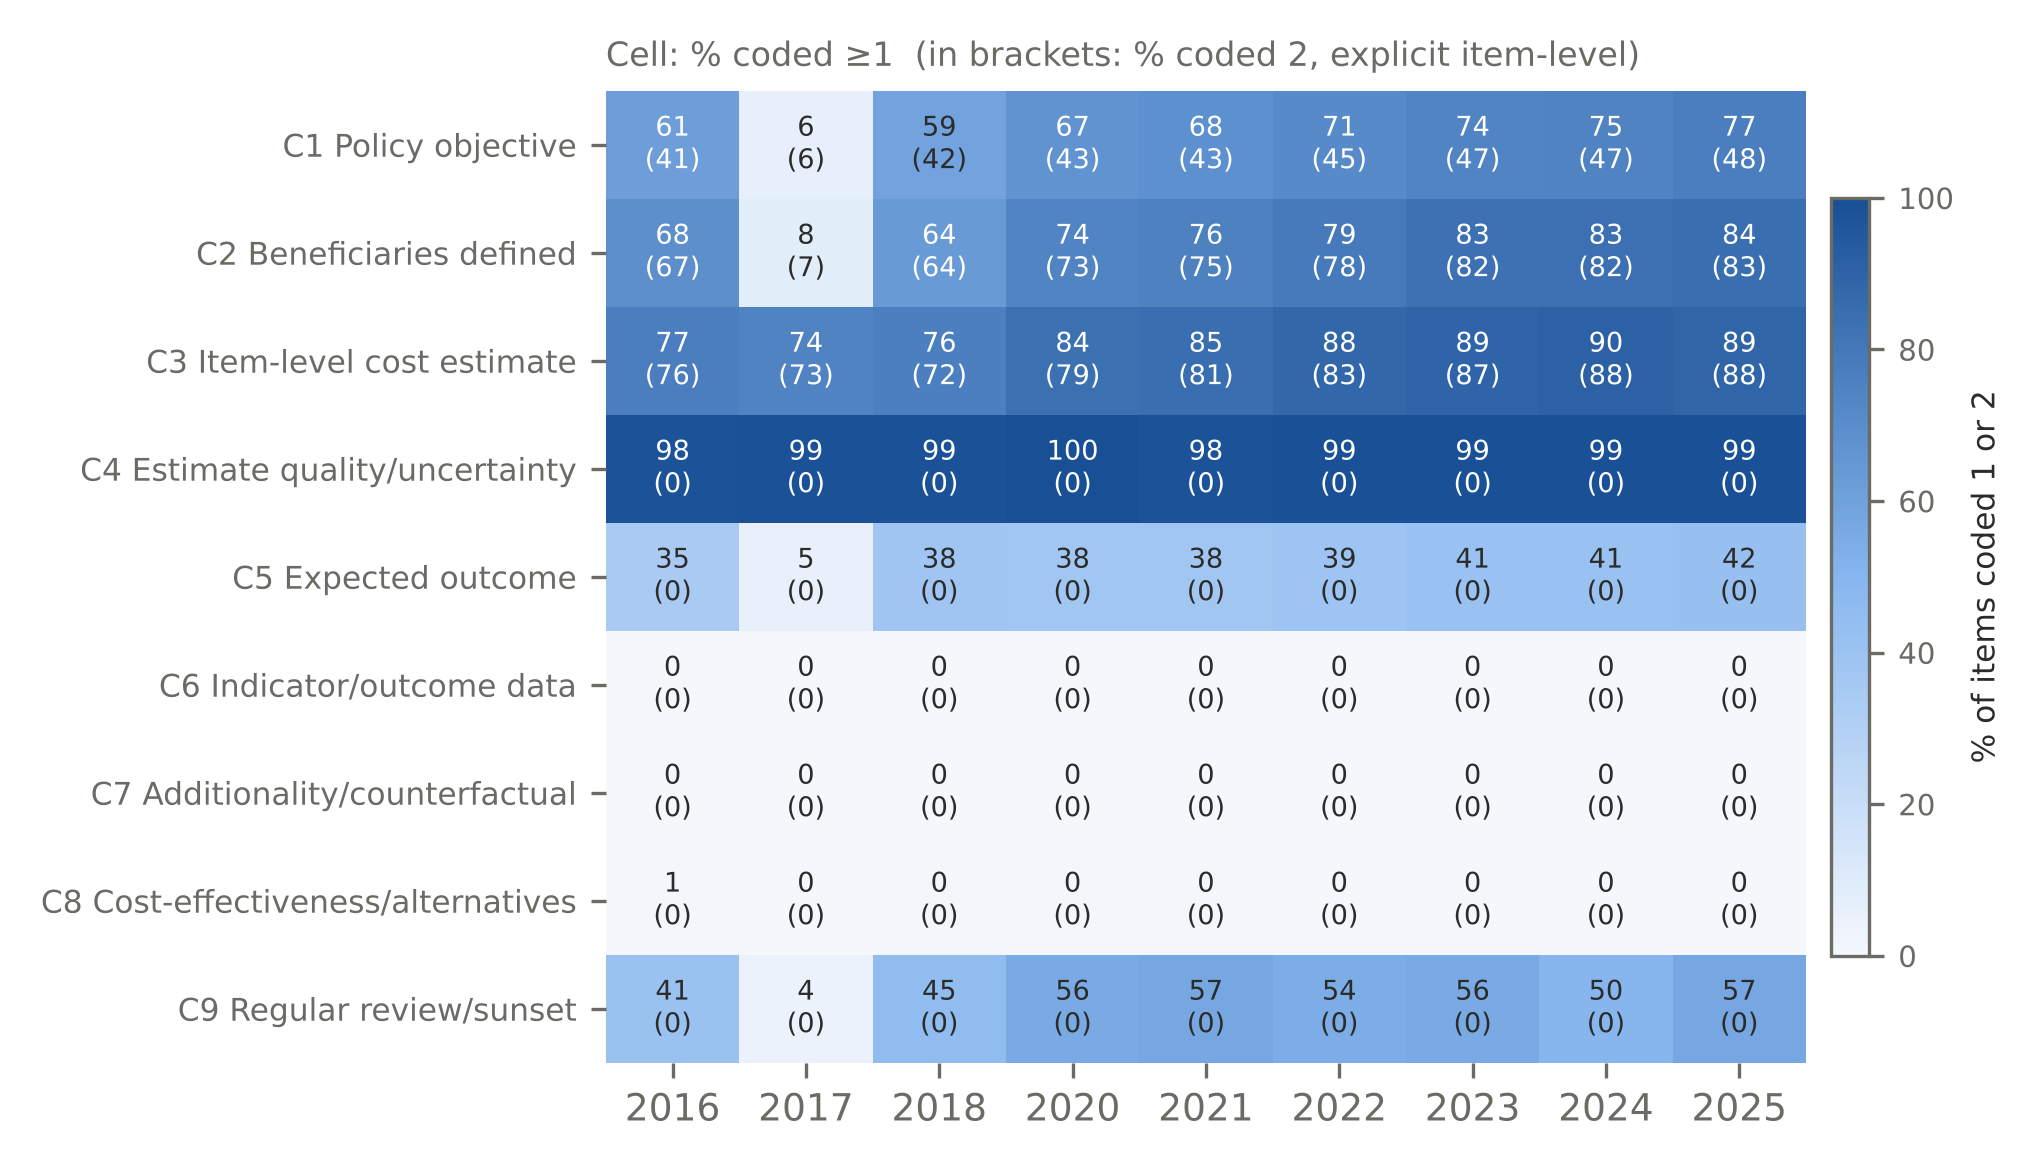 Cell: % coded ≥1  (in brackets: % coded 2, explicit item-level)
C1 Policy objective
61 6 59 67 68 71 74 75 77
(41) (6) (42) (43) (43) (45) (47) (47) (48)
C2 Beneficiaries defined
68 8 64 74 76 79 83 83 84
(67) (7) (64) (73) (75) (78) (82) (82) (83)
C3 Item-level cost estimate
77 74 76 84 85 88 89 90 89
(76) (73) (72) (79) (81) (83) (87) (88) (88)
C4 Estimate quality/uncertainty
98 99 99 100 98 99 99 99 99
(0) (0) (0) (0) (0) (0) (0) (0) (0)
C5 Expected outcome
35 5 38 38 38 39 41 41 42
(0) (0) (0) (0) (0) (0) (0) (0) (0)
C6 Indicator/outcome data
0 0 0 0 0 0 0 0 0
(0) (0) (0) (0) (0) (0) (0) (0) (0)
C7 Additionality/counterfactual
0 0 0 0 0 0 0 0 0
(0) (0) (0) (0) (0) (0) (0) (0) (0)
C8 Cost-effectiveness/alternatives
1 0 0 0 0 0 0 0 0
(0) (0) (0) (0) (0) (0) (0) (0) (0)
C9 Regular review/sunset
41 4 45 56 57 54 56 50 57
(0) (0) (0) (0) (0) (0) (0) (0) (0)
2016 2017 2018 2020 2021 2022 2023 2024 2025
100
80
60
40
20
0
% of items coded 1 or 2